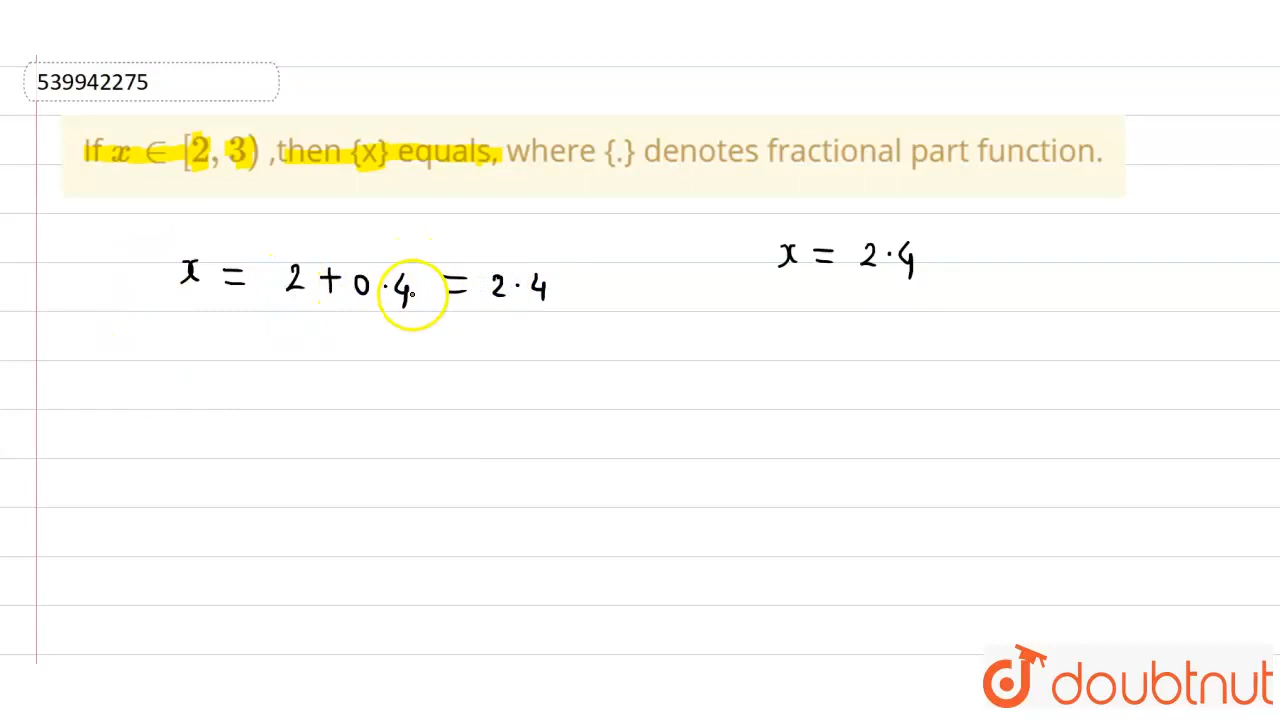 539942275
If x ∈ [2, 3) ,then {x} equals, where {.} denotes fractional part function.
x = 2 + 0.4 = 2.4
x = 2.4
doubtnut